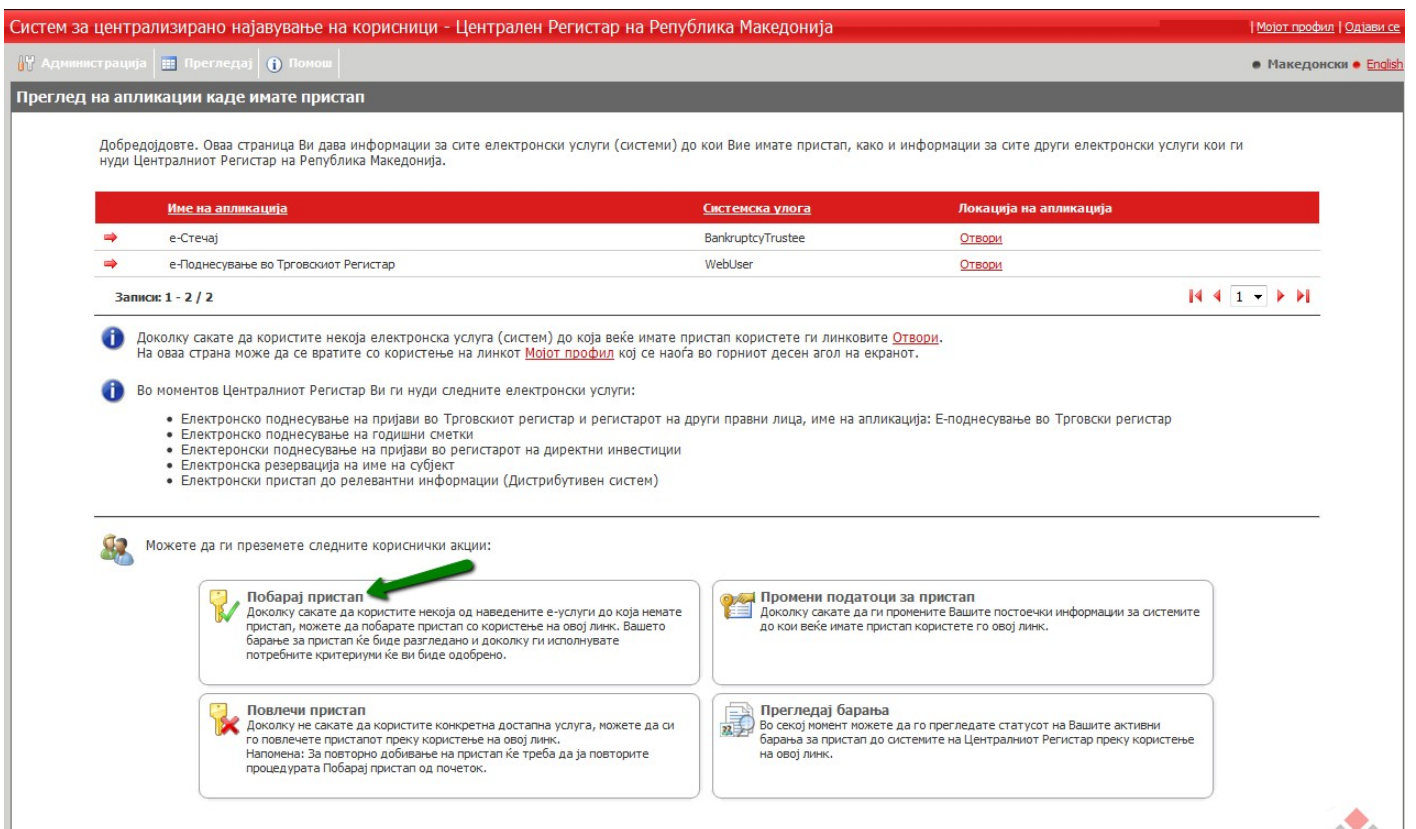 Систем за централизирано најавување на корисници - Централен Регистар на Република Македонија
| Мојот профил | Одјави се
Администрација
Прегледај
Помош
Македонски English
Преглед на апликации каде имате пристап
Добредојдовте. Оваа страница Ви дава информации за сите електронски услуги (системи) до кои Вие имате пристап, како и информации за сите други електронски услуги кои ги
нуди Централниот Регистар на Република Македонија.
Име на апликација Системска улога Локација на апликација
е-Стечај BankruptcyTrustee Отвори
е-Поднесување во Трговскиот Регистар WebUser Отвори
Записи: 1 - 2 / 2
1
Доколку сакате да користите некоја електронска услуга (систем) до која веќе имате пристап користете ги линковите Отвори.
На оваа страна може да се вратите со користење на линкот Мојот профил кој се наоѓа во горниот десен агол на екранот.
Во моментов Централниот Регистар Ви ги нуди следните електронски услуги:
• Електронско поднесување на пријави во Трговскиот регистар и регистарот на други правни лица, име на апликација: Е-поднесување во Трговски регистар
• Електронско поднесување на годишни сметки
• Електеронски поднесување на пријави во регистарот на директни инвестиции
• Електронска резервација на име на субјект
• Електронски пристап до релевантни информации (Дистрибутивен систем)
Можете да ги преземете следните кориснички акции:
Побарај пристап
Доколку сакате да користите некоја од наведените е-услуги до која немате
пристап, можете да побарате пристап со користење на овој линк. Вашето
барање за пристап ќе биде разгледано и доколку ги исполнувате
потребните критериуми ќе ви биде одобрено.
Промени податоци за пристап
Доколку сакате да ги промените Вашите постоечки информации за системите
до кои веќе имате пристап користете го овој линк.
Повлечи пристап
Доколку не сакате да користите конкретна достапна услуга, можете да си
го повлечете пристапот преку користење на овој линк.
Напомена: За повторно добивање на пристап ќе треба да ја повторите
процедурата Побарај пристап од почеток.
Прегледај барања
Во секој момент можете да го прегледате статусот на Вашите активни
барања за пристап до системите на Централниот Регистар преку користење
на овој линк.